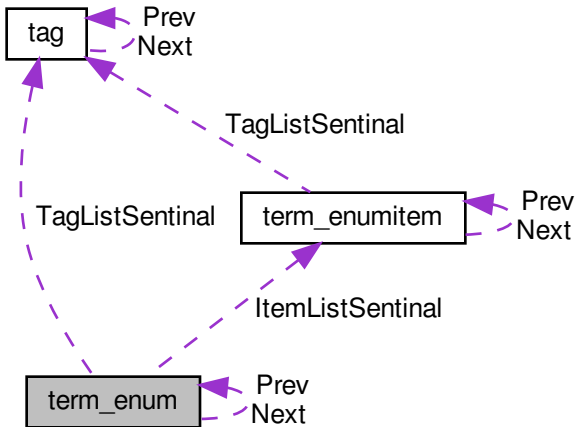 tag
Prev
Next
TagListSentinal
TagListSentinal
term_enumitem
Prev
Next
ItemListSentinal
term_enum
Prev
Next